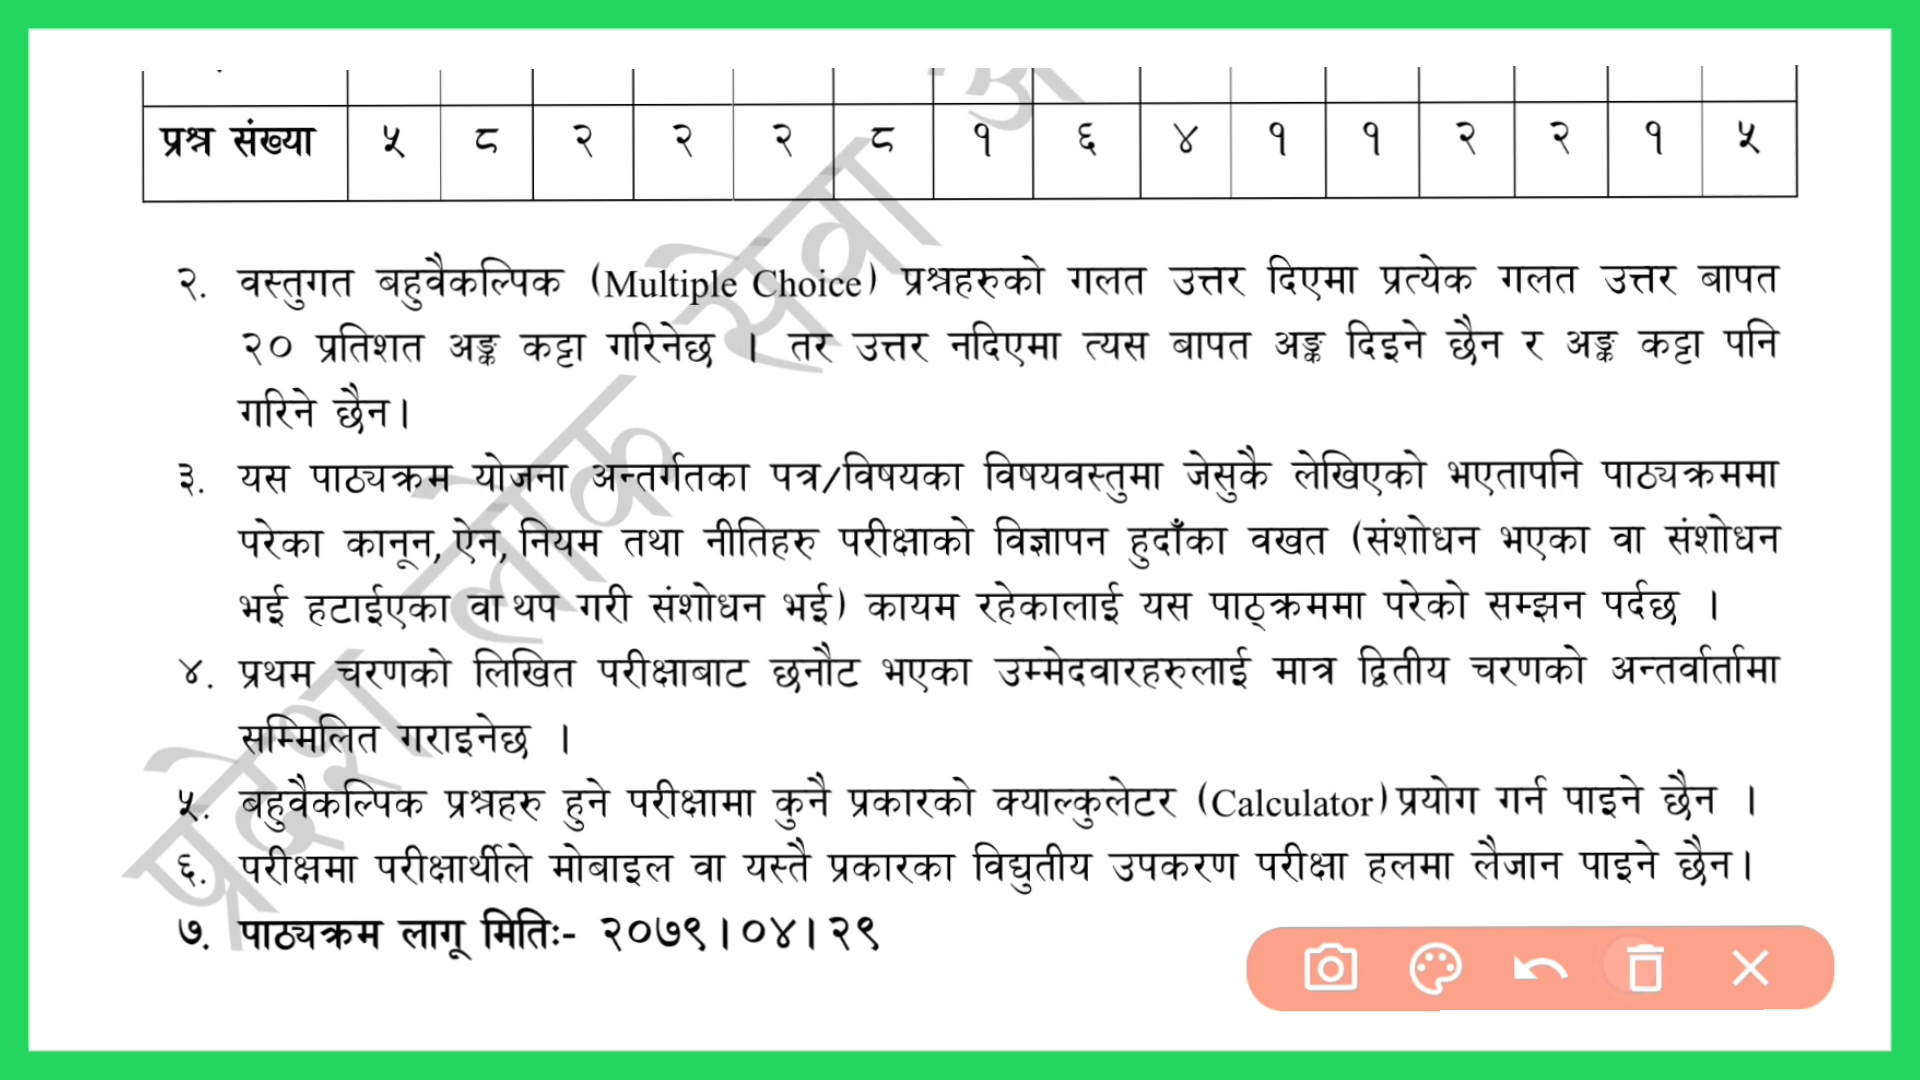 प्रश्न संख्या ५ ८ २ २ २ ८ १ ६ ४ १ १ २ २ १ ५
२. वस्तुगत बहुवैकल्पिक (Multiple Choice) प्रश्नहरुको गलत उत्तर दिएमा प्रत्येक गलत उत्तर बापत
२० प्रतिशत अङ्क कट्टा गरिनेछ । तर उत्तर नदिएमा त्यस बापत अङ्क दिइने छैन र अङ्क कट्टा पनि
गरिने छैन।
३. यस पाठ्यक्रम योजना अन्तर्गतका पत्र/विषयका विषयवस्तुमा जेसुकै लेखिएको भएतापनि पाठ्यक्रममा
परेका कानून, ऐन, नियम तथा नीतिहरु परीक्षाको विज्ञापन हुदाँका वखत (संशोधन भएका वा संशोधन
भई हटाईएका वा थप गरी संशोधन भई) कायम रहेकालाई यस पाठ्क्रममा परेको सम्झन पर्दछ ।
४. प्रथम चरणको लिखित परीक्षाबाट छनौट भएका उम्मेदवारहरुलाई मात्र द्वितीय चरणको अन्तर्वार्तामा
सम्मिलित गराइनेछ ।
५. बहुवैकल्पिक प्रश्नहरु हुने परीक्षामा कुनै प्रकारको क्याल्कुलेटर (Calculator) प्रयोग गर्न पाइने छैन ।
६. परीक्षमा परीक्षार्थीले मोबाइल वा यस्तै प्रकारका विद्युतीय उपकरण परीक्षा हलमा लैजान पाइने छैन।
७. पाठ्यक्रम लागू मितिः- २०७९।०४।२९
प्रदेश लोक सेवा